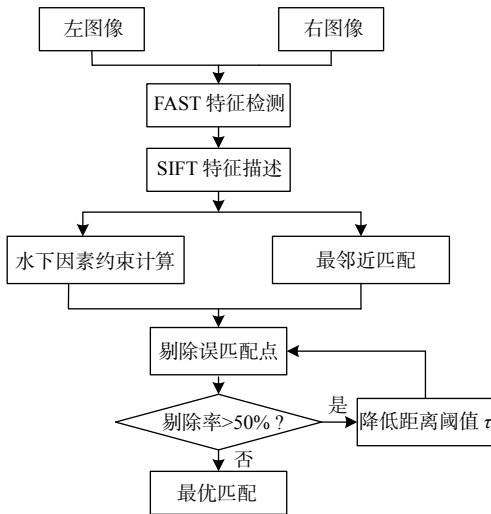 左图像
右图像
FAST 特征检测
SIFT 特征描述
水下因素约束计算
最邻近匹配
剔除误匹配点
剔除率>50% ?
是
降低距离阈值 τ
否
最优匹配